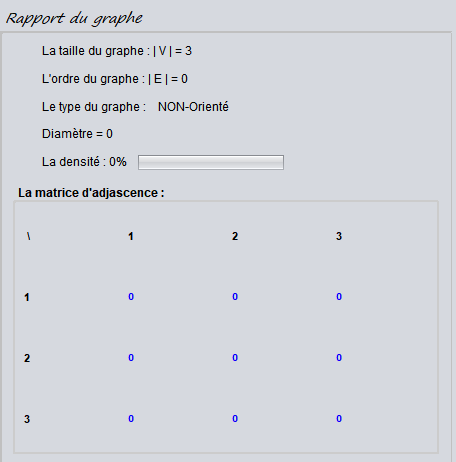 Rapport du graphe
La taille du graphe : | V | = 3
L'ordre du graphe : | E | = 0
Le type du graphe : NON-Orienté
Diamètre = 0
La densité : 0%
La matrice d'adjascence :
\ 1 2 3
1 0 0 0
2 0 0 0
3 0 0 0